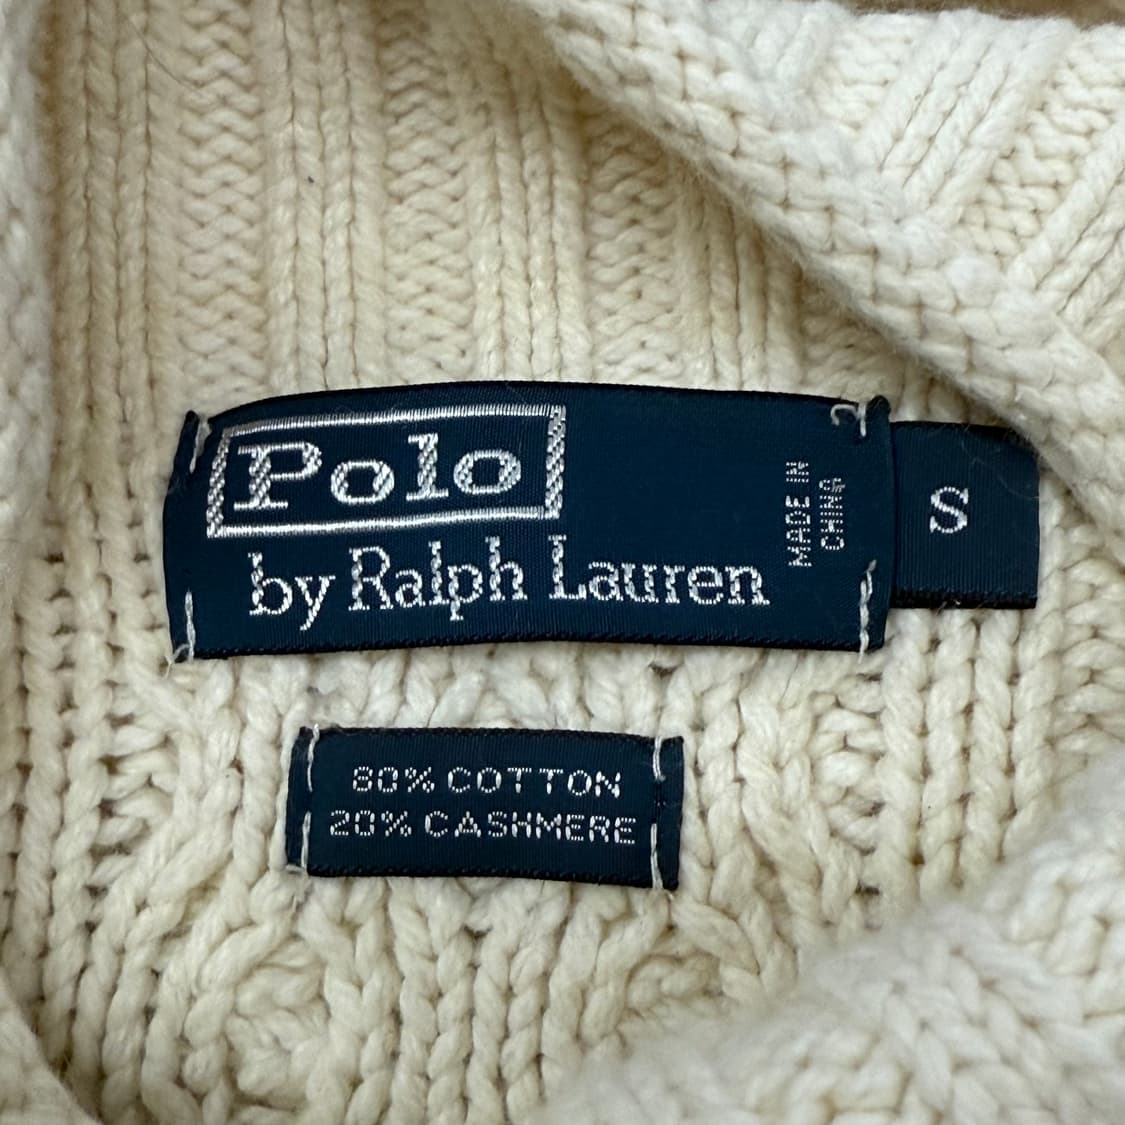 Polo
by Ralph Lauren
MADE IN
CHINA
S
80% COTTON
20% CASHMERE